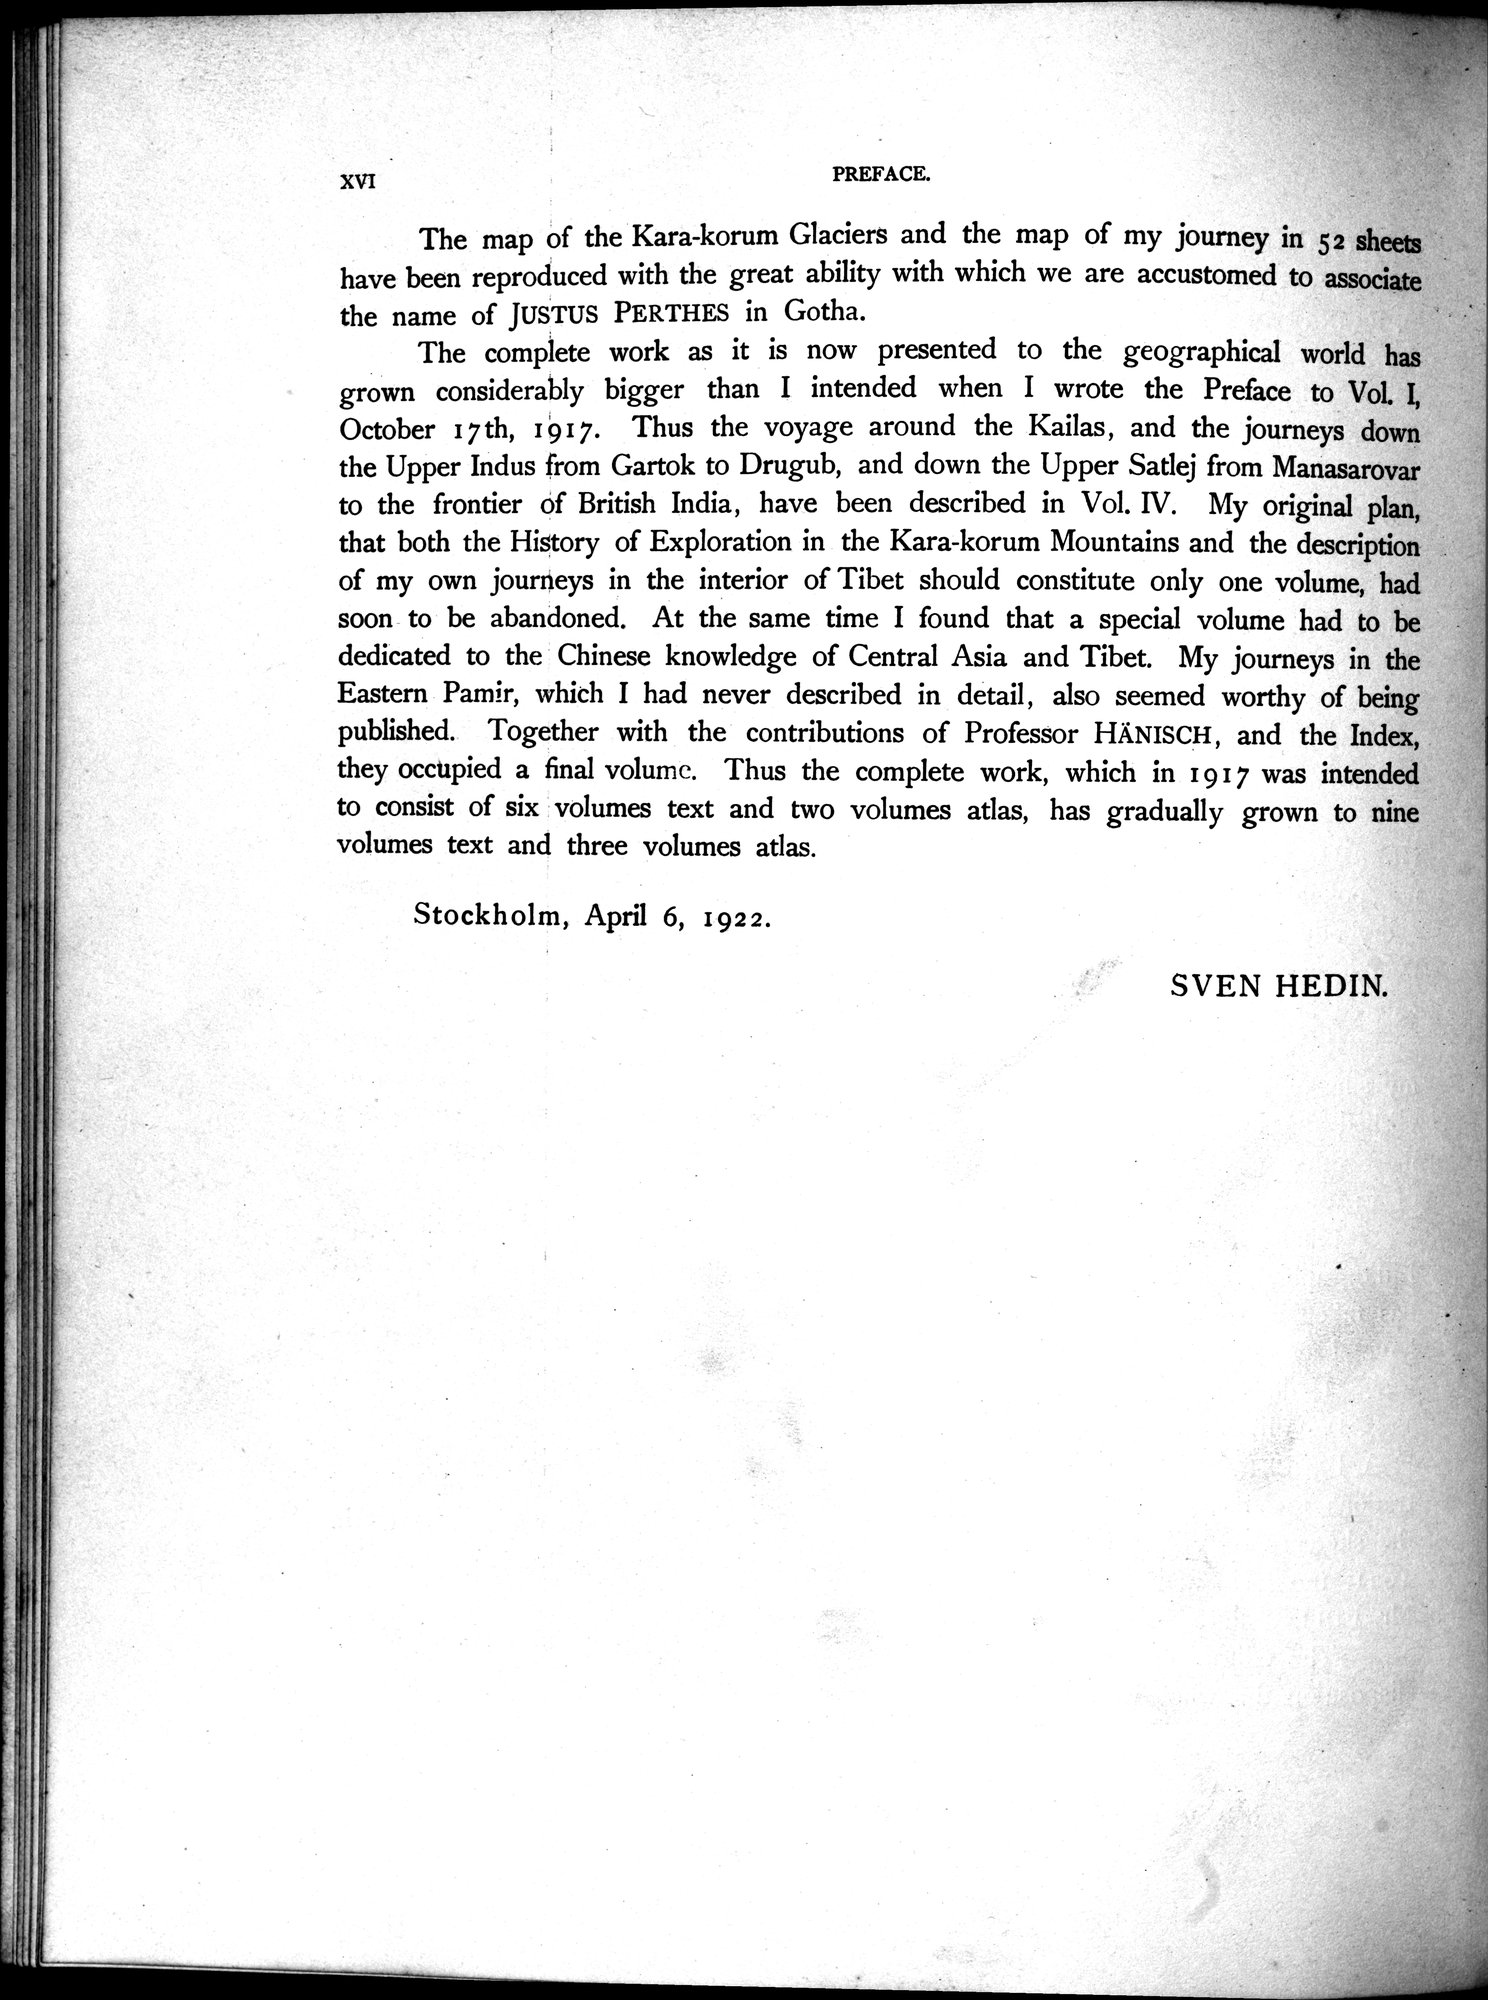 XVI PREFACE.
The map of the Kara-korum Glaciers and the map of my journey in 52 sheets
have been reproduced with the great ability with which we are accustomed to associate
the name of JUSTUS PERTHES in Gotha.
The complete work as it is now presented to the geographical world has
grown considerably bigger than I intended when I wrote the Preface to Vol. I,
October 17th, 1917. Thus the voyage around the Kailas, and the journeys down
the Upper Indus from Gartok to Drugub, and down the Upper Satlej from Manasarovar
to the frontier of British India, have been described in Vol. IV. My original plan,
that both the History of Exploration in the Kara-korum Mountains and the description
of my own journeys in the interior of Tibet should constitute only one volume, had
soon to be abandoned. At the same time I found that a special volume had to be
dedicated to the Chinese knowledge of Central Asia and Tibet. My journeys in the
Eastern Pamir, which I had never described in detail, also seemed worthy of being
published. Together with the contributions of Professor HÄNISCH, and the Index,
they occupied a final volume. Thus the complete work, which in 1917 was intended
to consist of six volumes text and two volumes atlas, has gradually grown to nine
volumes text and three volumes atlas.
Stockholm, April 6, 1922.
SVEN HEDIN.